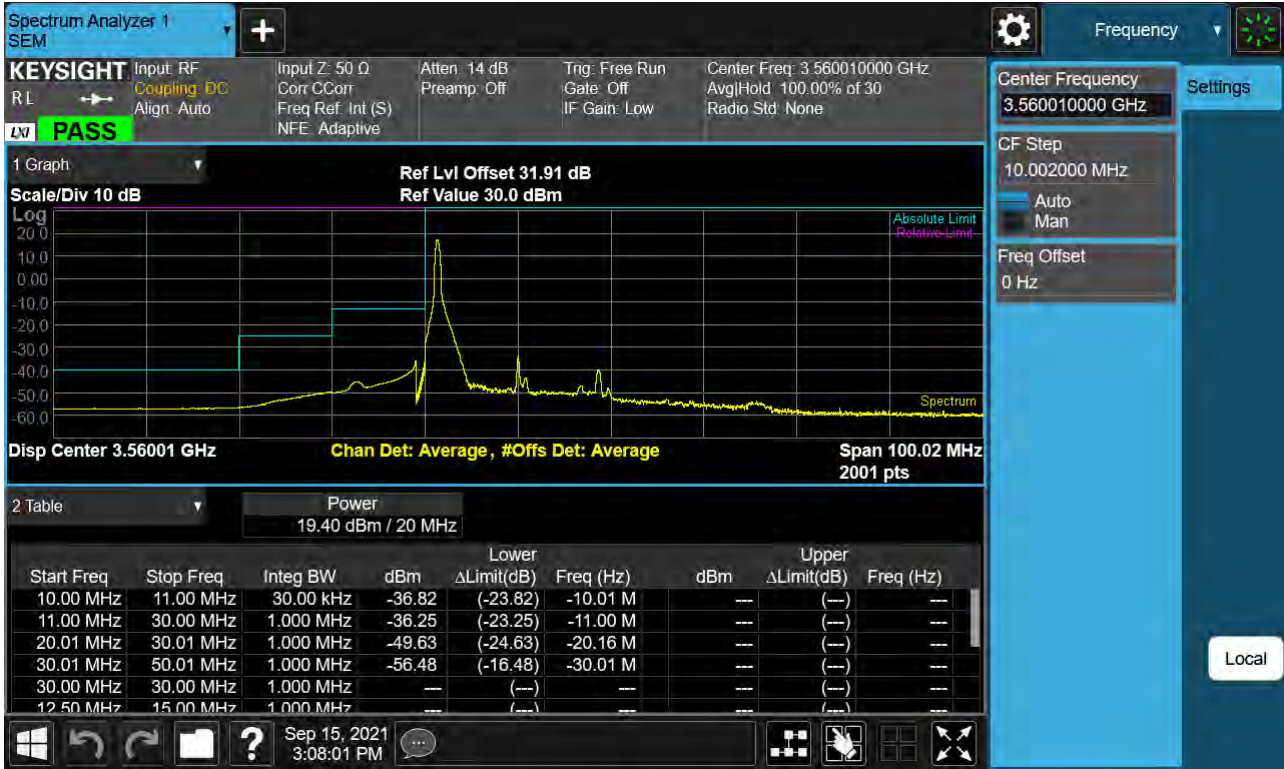 Spectrum Analyzer 1
SEM
Frequency
KEYSIGHT
R L
LXI
PASS
Input: RF
Coupling: DC
Align: Auto
Input Z: 50 Ω
Corr CCorr
Freq Ref: Int (S)
NFE: Adaptive
Atten: 14 dB
Preamp: Off
Trig: Free Run
Gate: Off
IF Gain: Low
Center Freq: 3.560010000 GHz
Avg|Hold: 100.00% of 30
Radio Std: None
Center Frequency
3.560010000 GHz
Settings
CF Step
10.002000 MHz
Auto
Man
Freq Offset
0 Hz
1 Graph
Scale/Div 10 dB
Ref Lvl Offset 31.91 dB
Ref Value 30.0 dBm
Log
Absolute Limit
Relative Limit
20.0
10.0
0.00
-10.0
-20.0
-30.0
-40.0
-50.0
-60.0
Spectrum
Disp Center 3.56001 GHz
Chan Det: Average, #Offs Det: Average
Span 100.02 MHz
2001 pts
2 Table
Power
19.40 dBm / 20 MHz
Lower Upper
Start Freq Stop Freq Integ BW dBm ΔLimit(dB) Freq (Hz) dBm ΔLimit(dB) Freq (Hz)
10.00 MHz 11.00 MHz 30.00 kHz -36.82 (-23.82) -10.01 M --- (---) ---
11.00 MHz 30.00 MHz 1.000 MHz -36.25 (-23.25) -11.00 M --- (---) ---
20.01 MHz 30.01 MHz 1.000 MHz -49.63 (-24.63) -20.16 M --- (---) ---
30.01 MHz 50.01 MHz 1.000 MHz -56.48 (-16.48) -30.01 M --- (---) ---
30.00 MHz 30.00 MHz 1.000 MHz --- (---) --- --- (---) ---
12.50 MHz 15.00 MHz 1.000 MHz --- (---) --- --- (---) ---
Local
?
Sep 15, 2021
3:08:01 PM